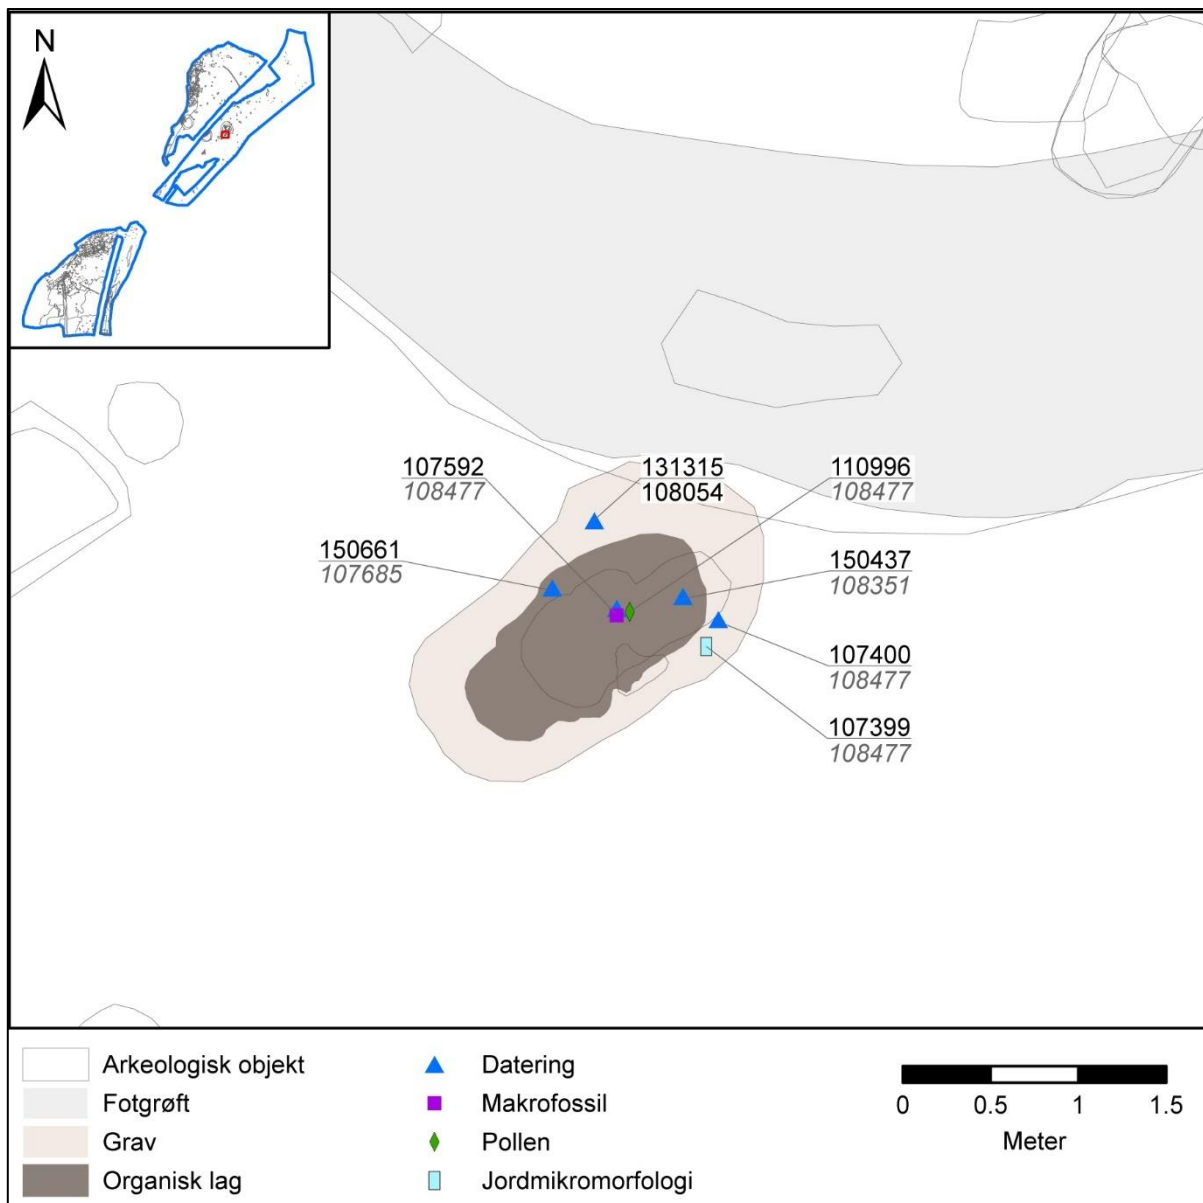 N
107592
108477
131315
108054
110996
108477
150661
107685
150437
108351
107400
108477
107399
108477
Arkeologisk objekt
Fotgrøft
Grav
Organisk lag
Datering
Makrofossil
Pollen
Jordmikromorfologi
0 0.5 1 1.5
Meter